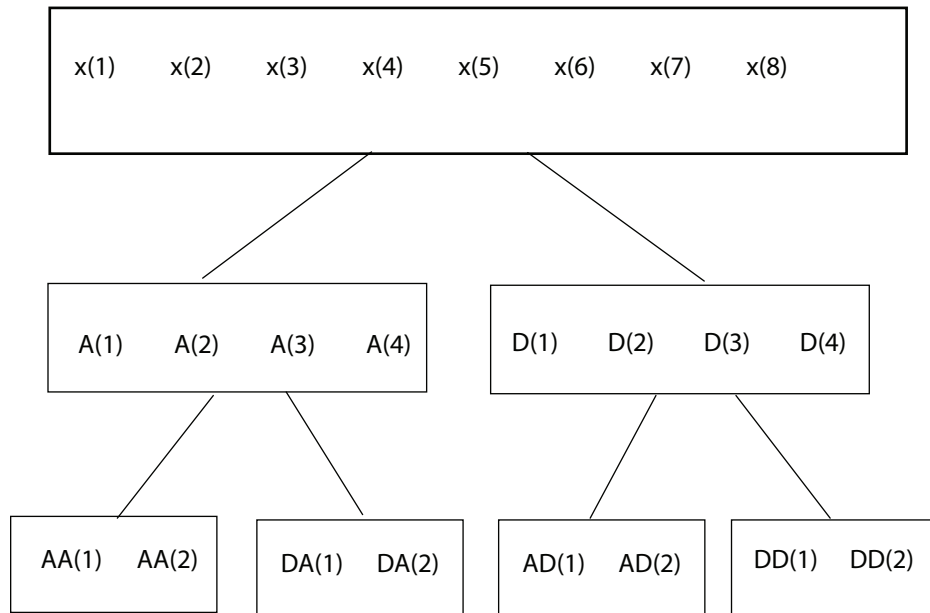 x(1) x(2) x(3) x(4) x(5) x(6) x(7) x(8)
A(1) A(2) A(3) A(4) D(1) D(2) D(3) D(4)
AA(1) AA(2) DA(1) DA(2) AD(1) AD(2) DD(1) DD(2)